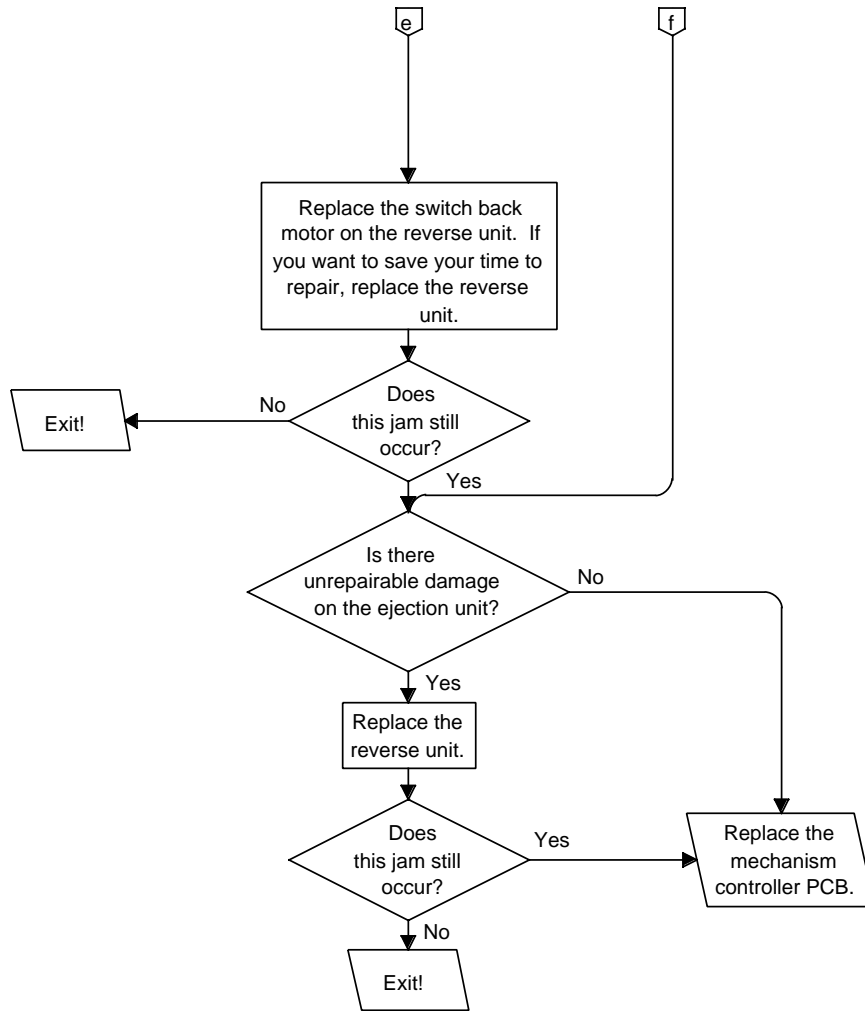 e
f
Replace the switch back
motor on the reverse unit. If
you want to save your time to
repair, replace the reverse
unit.
Does
this jam still
occur?
No
Exit!
Yes
Is there
unrepairable damage
on the ejection unit?
No
Yes
Replace the
reverse unit.
Does
this jam still
occur?
Yes
Replace the
mechanism
controller PCB.
No
Exit!